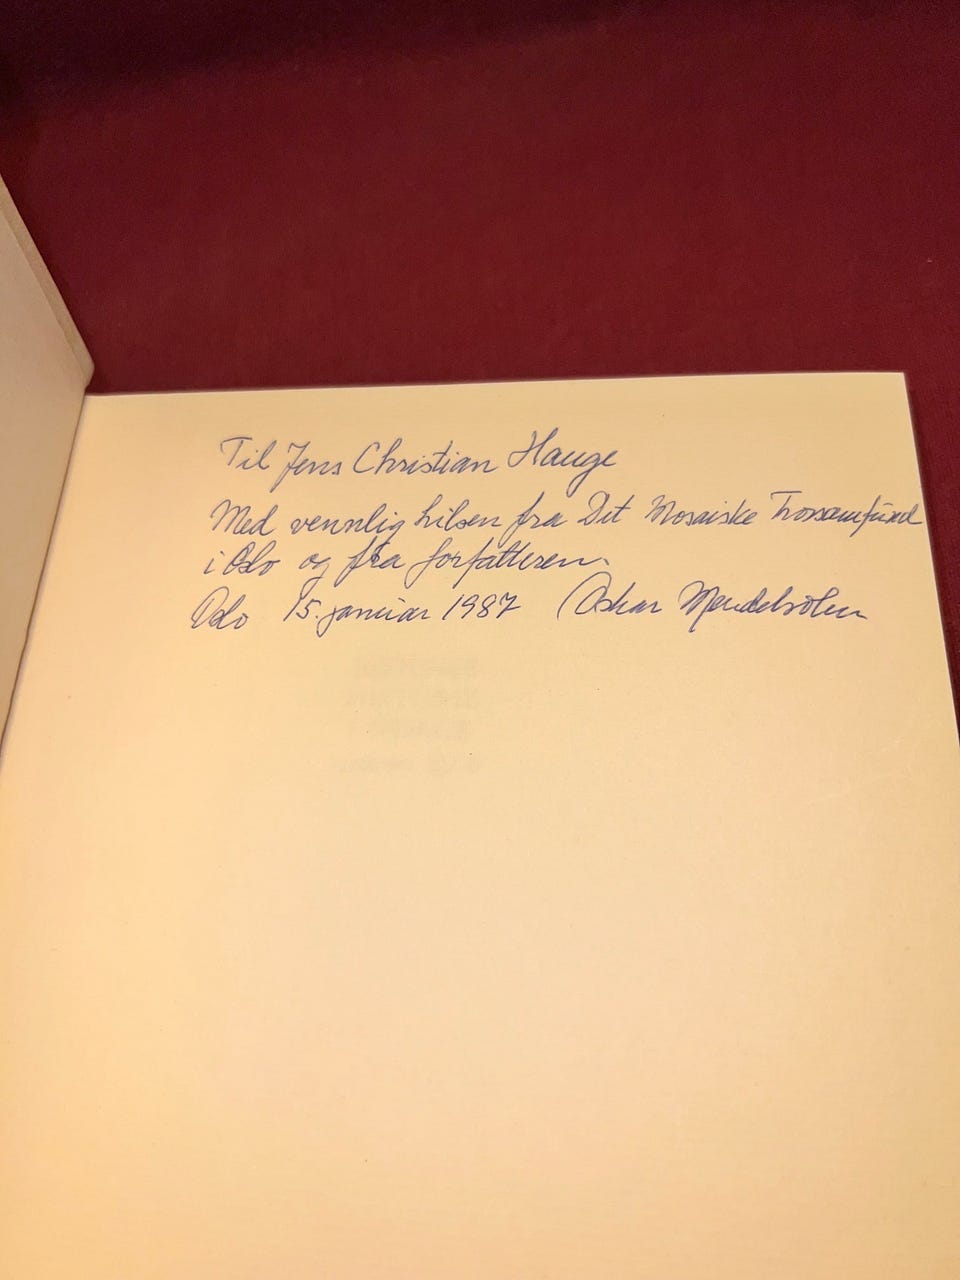 Til Jens Christian Hauge
Med vennlig hilsen fra Det Mosaiske Trossamfund
i Oslo og fra forfatteren.
Oslo 15. januar 1987 Oskar Mendelsohn